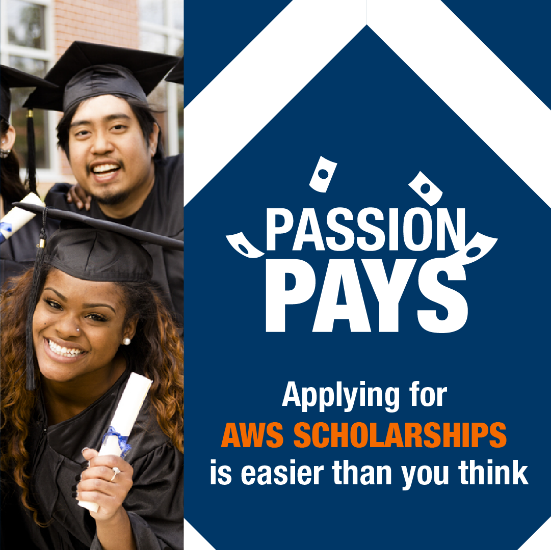 PASSION
PAYS
Applying for
AWS SCHOLARSHIPS
is easier than you think